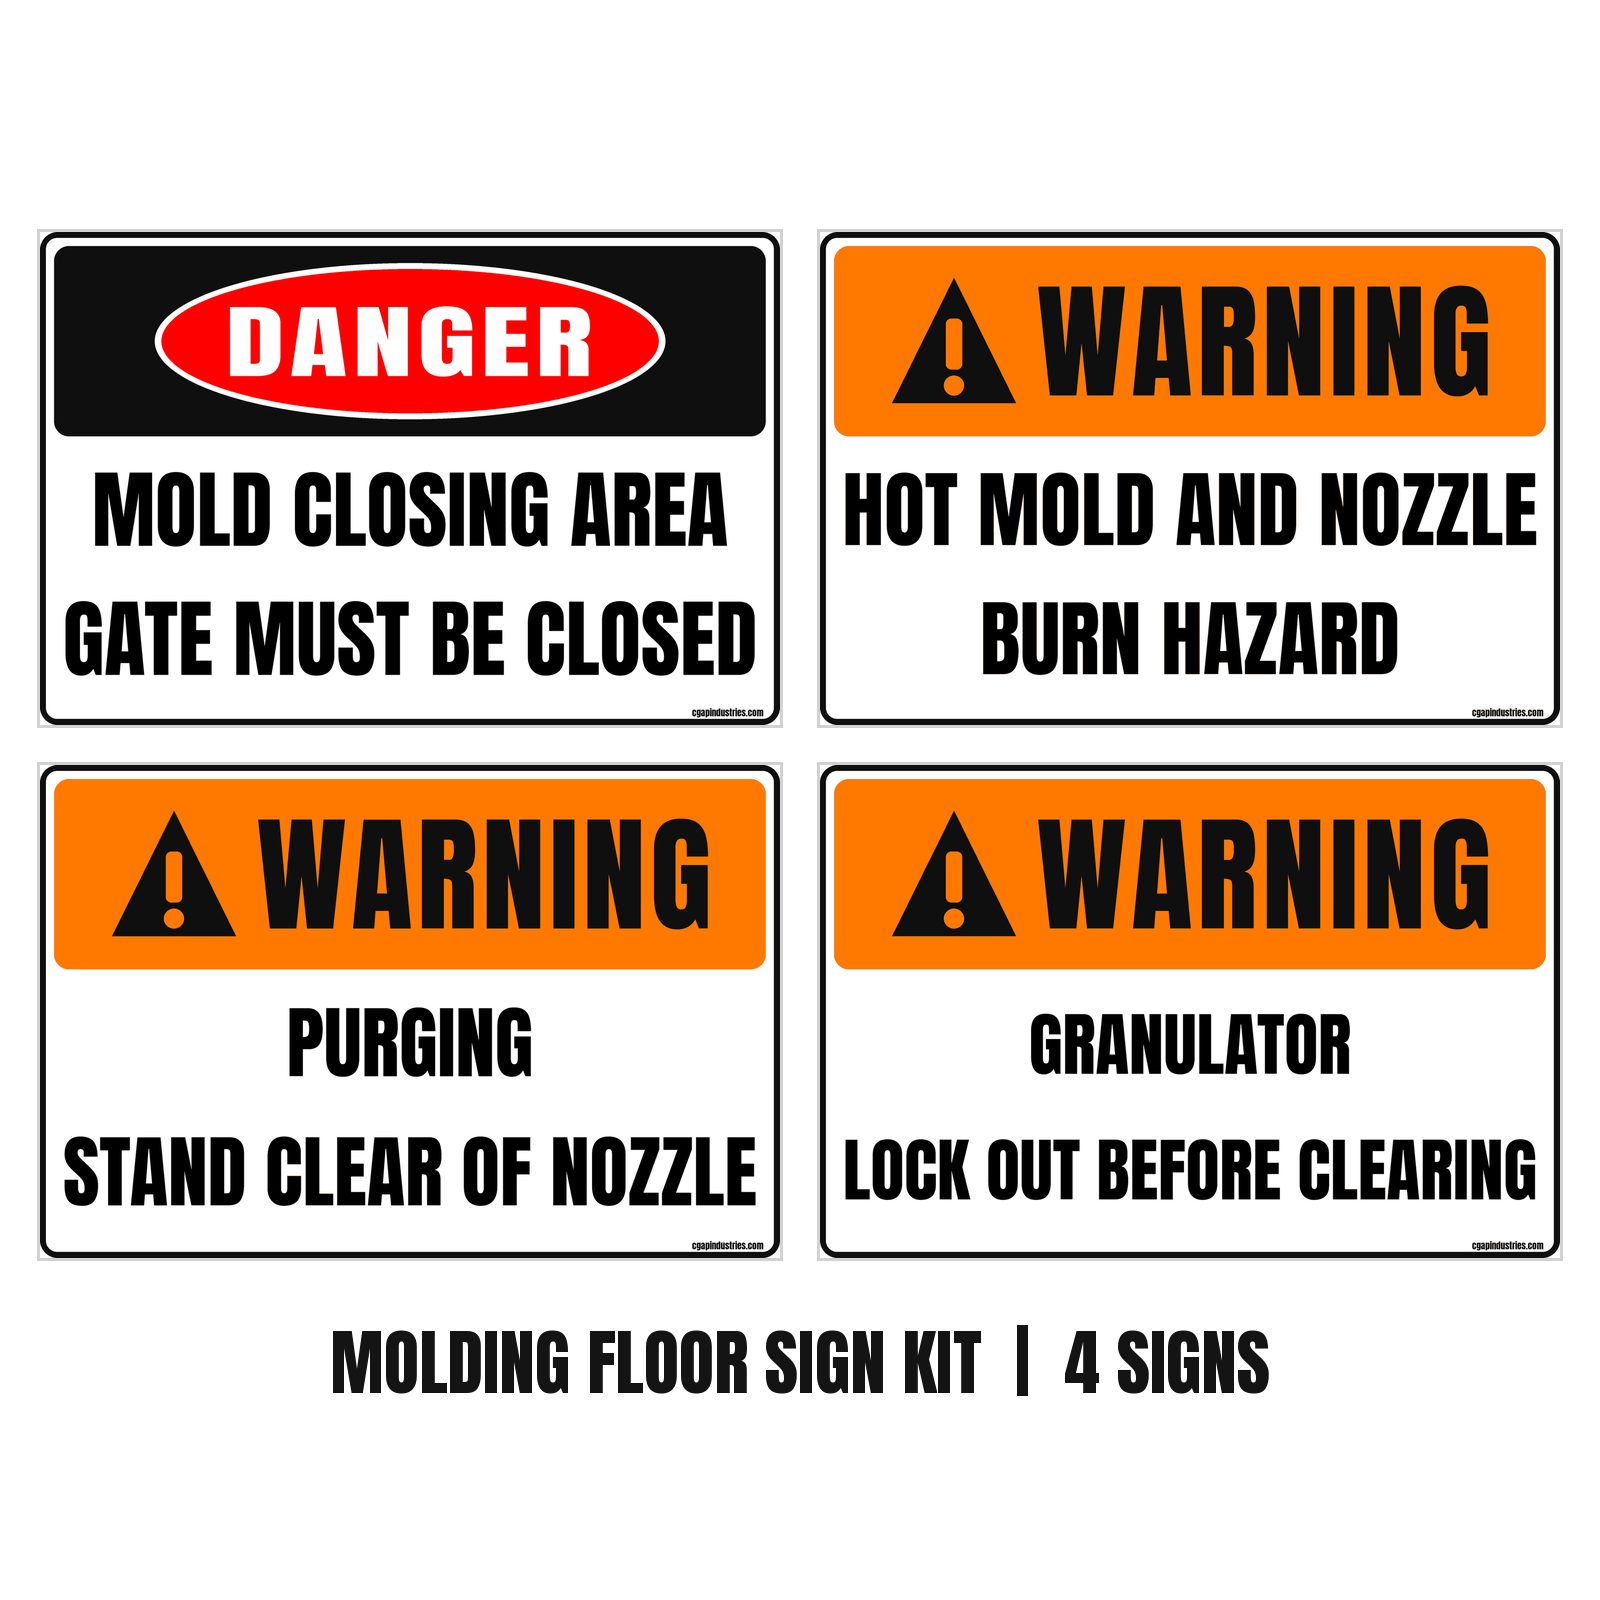 DANGER
MOLD CLOSING AREA
GATE MUST BE CLOSED
cgapindustries.com
WARNING
HOT MOLD AND NOZZLE
BURN HAZARD
cgapindustries.com
WARNING
PURGING
STAND CLEAR OF NOZZLE
cgapindustries.com
WARNING
GRANULATOR
LOCK OUT BEFORE CLEARING
cgapindustries.com
MOLDING FLOOR SIGN KIT | 4 SIGNS